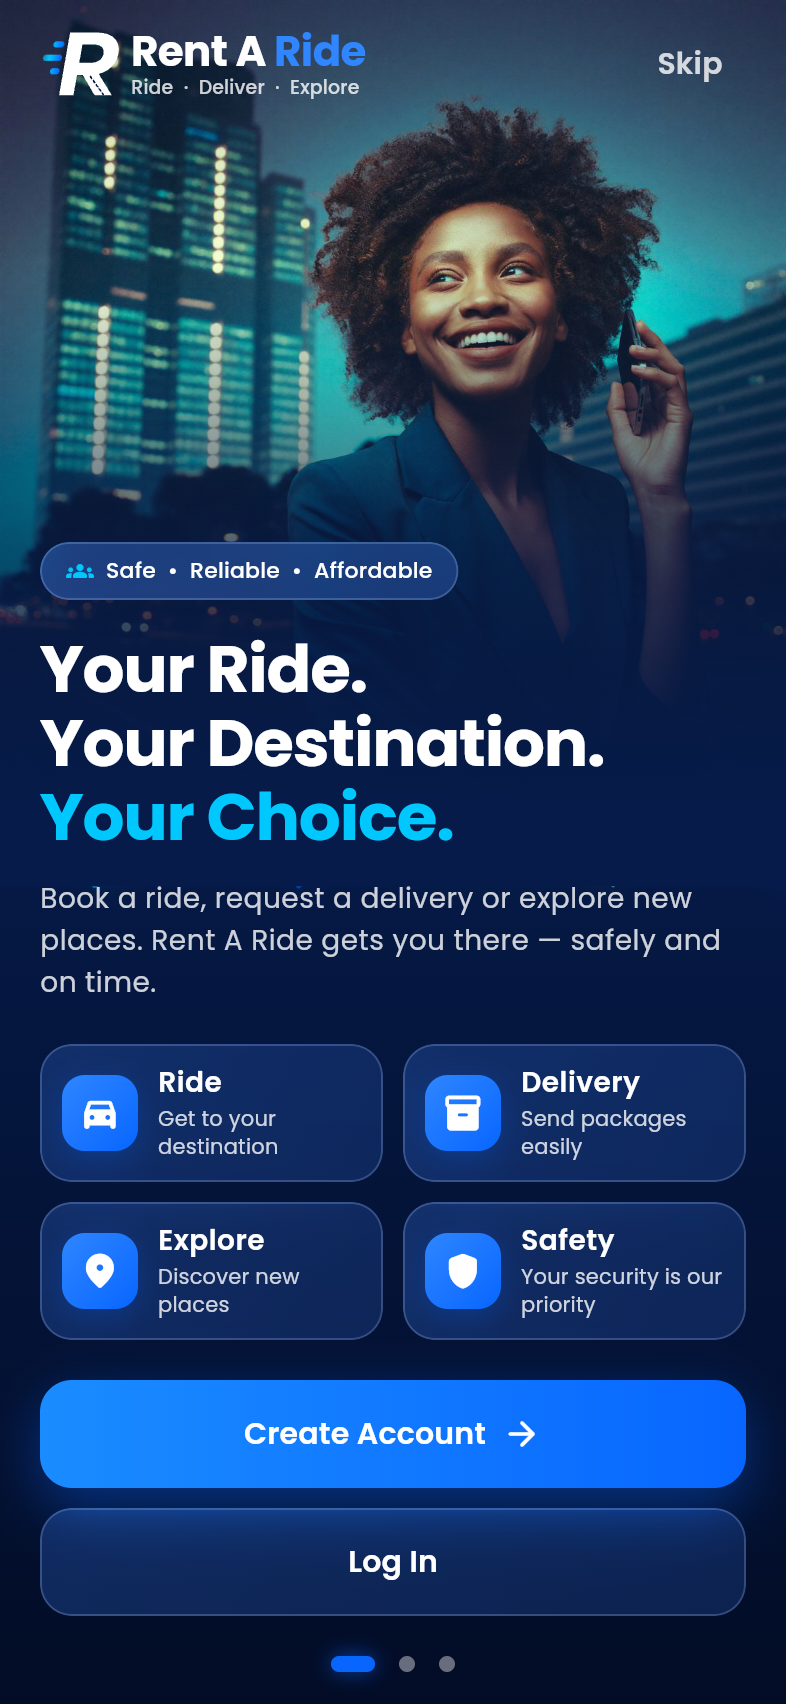 Rent A Ride
Skip
Ride · Deliver · Explore
Safe • Reliable • Affordable
Your Ride.
Your Destination.
Your Choice.
Book a ride, request a delivery or explore new
places. Rent A Ride gets you there — safely and
on time.
Ride
Get to your
destination
Delivery
Send packages
easily
Explore
Discover new
places
Safety
Your security is our
priority
Create Account →
Log In